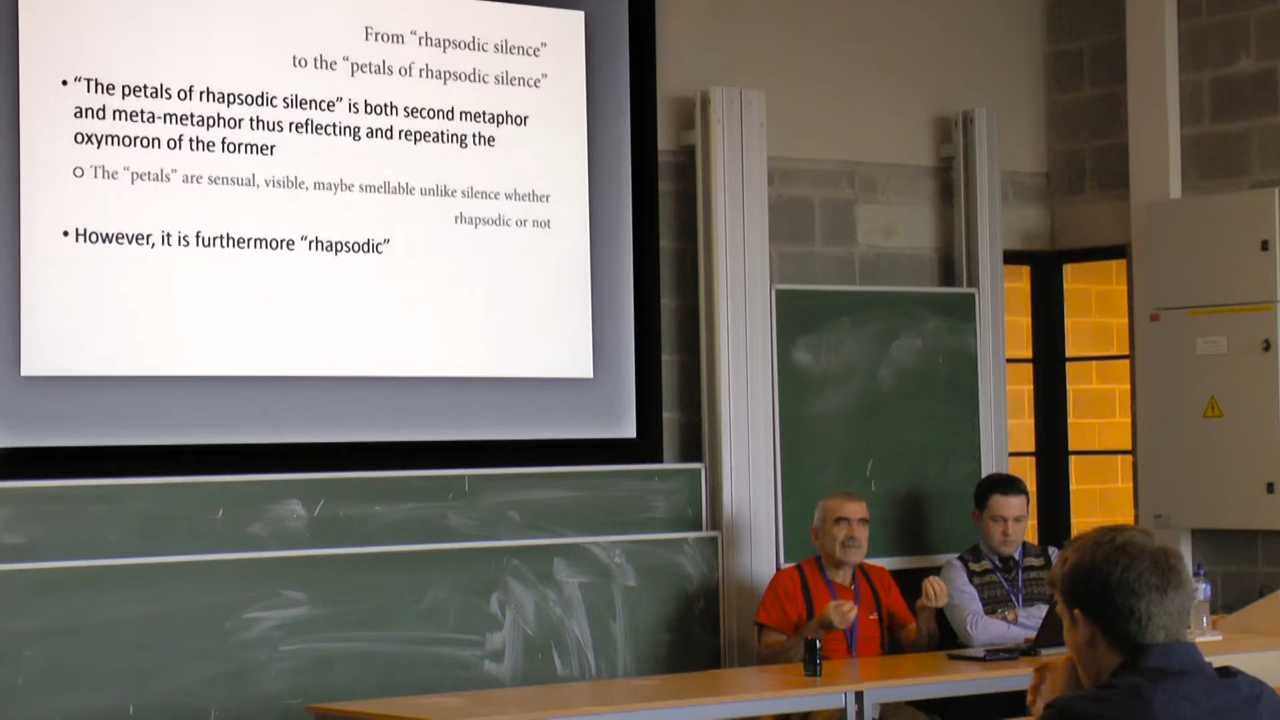 From “rhapsodic silence”
to the “petals of rhapsodic silence”
• “The petals of rhapsodic silence” is both second metaphor
and meta-metaphor thus reflecting and repeating the
oxymoron of the former
o The “petals” are sensual, visible, maybe smellable unlike silence whether
rhapsodic or not
• However, it is furthermore “rhapsodic”